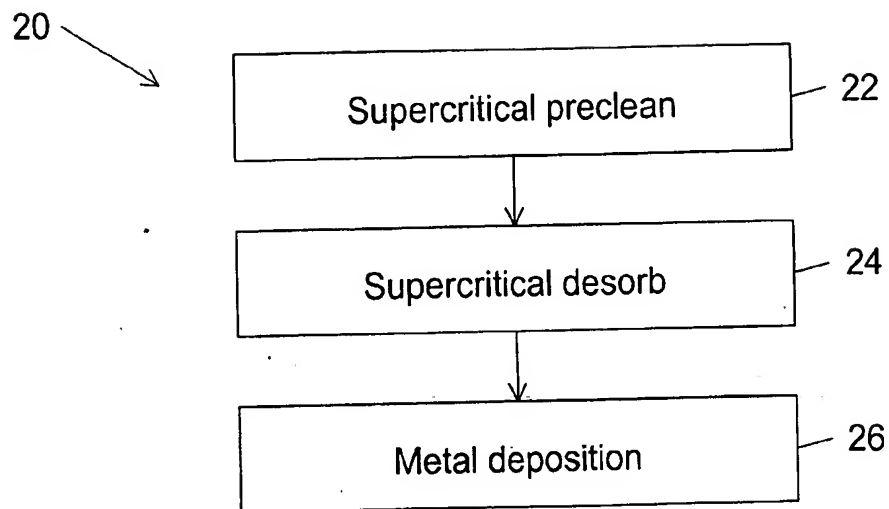 20
Supercritical preclean
22
Supercritical desorb
24
Metal deposition
26